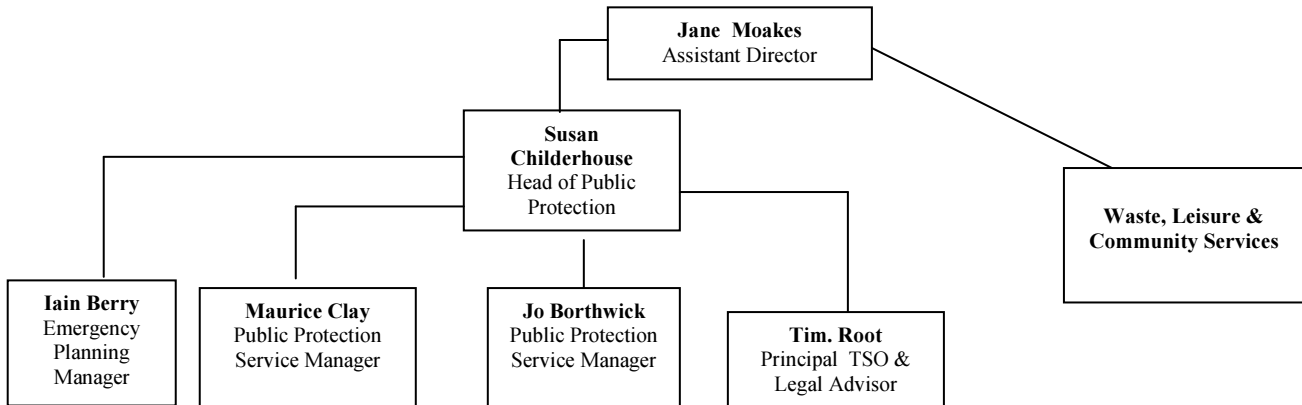 Jane Moakes
Assistant Director
Susan
Childerhouse
Head of Public
Protection
Waste, Leisure &
Community Services
Iain Berry
Emergency
Planning
Manager
Maurice Clay
Public Protection
Service Manager
Jo Borthwick
Public Protection
Service Manager
Tim. Root
Principal TSO &
Legal Advisor